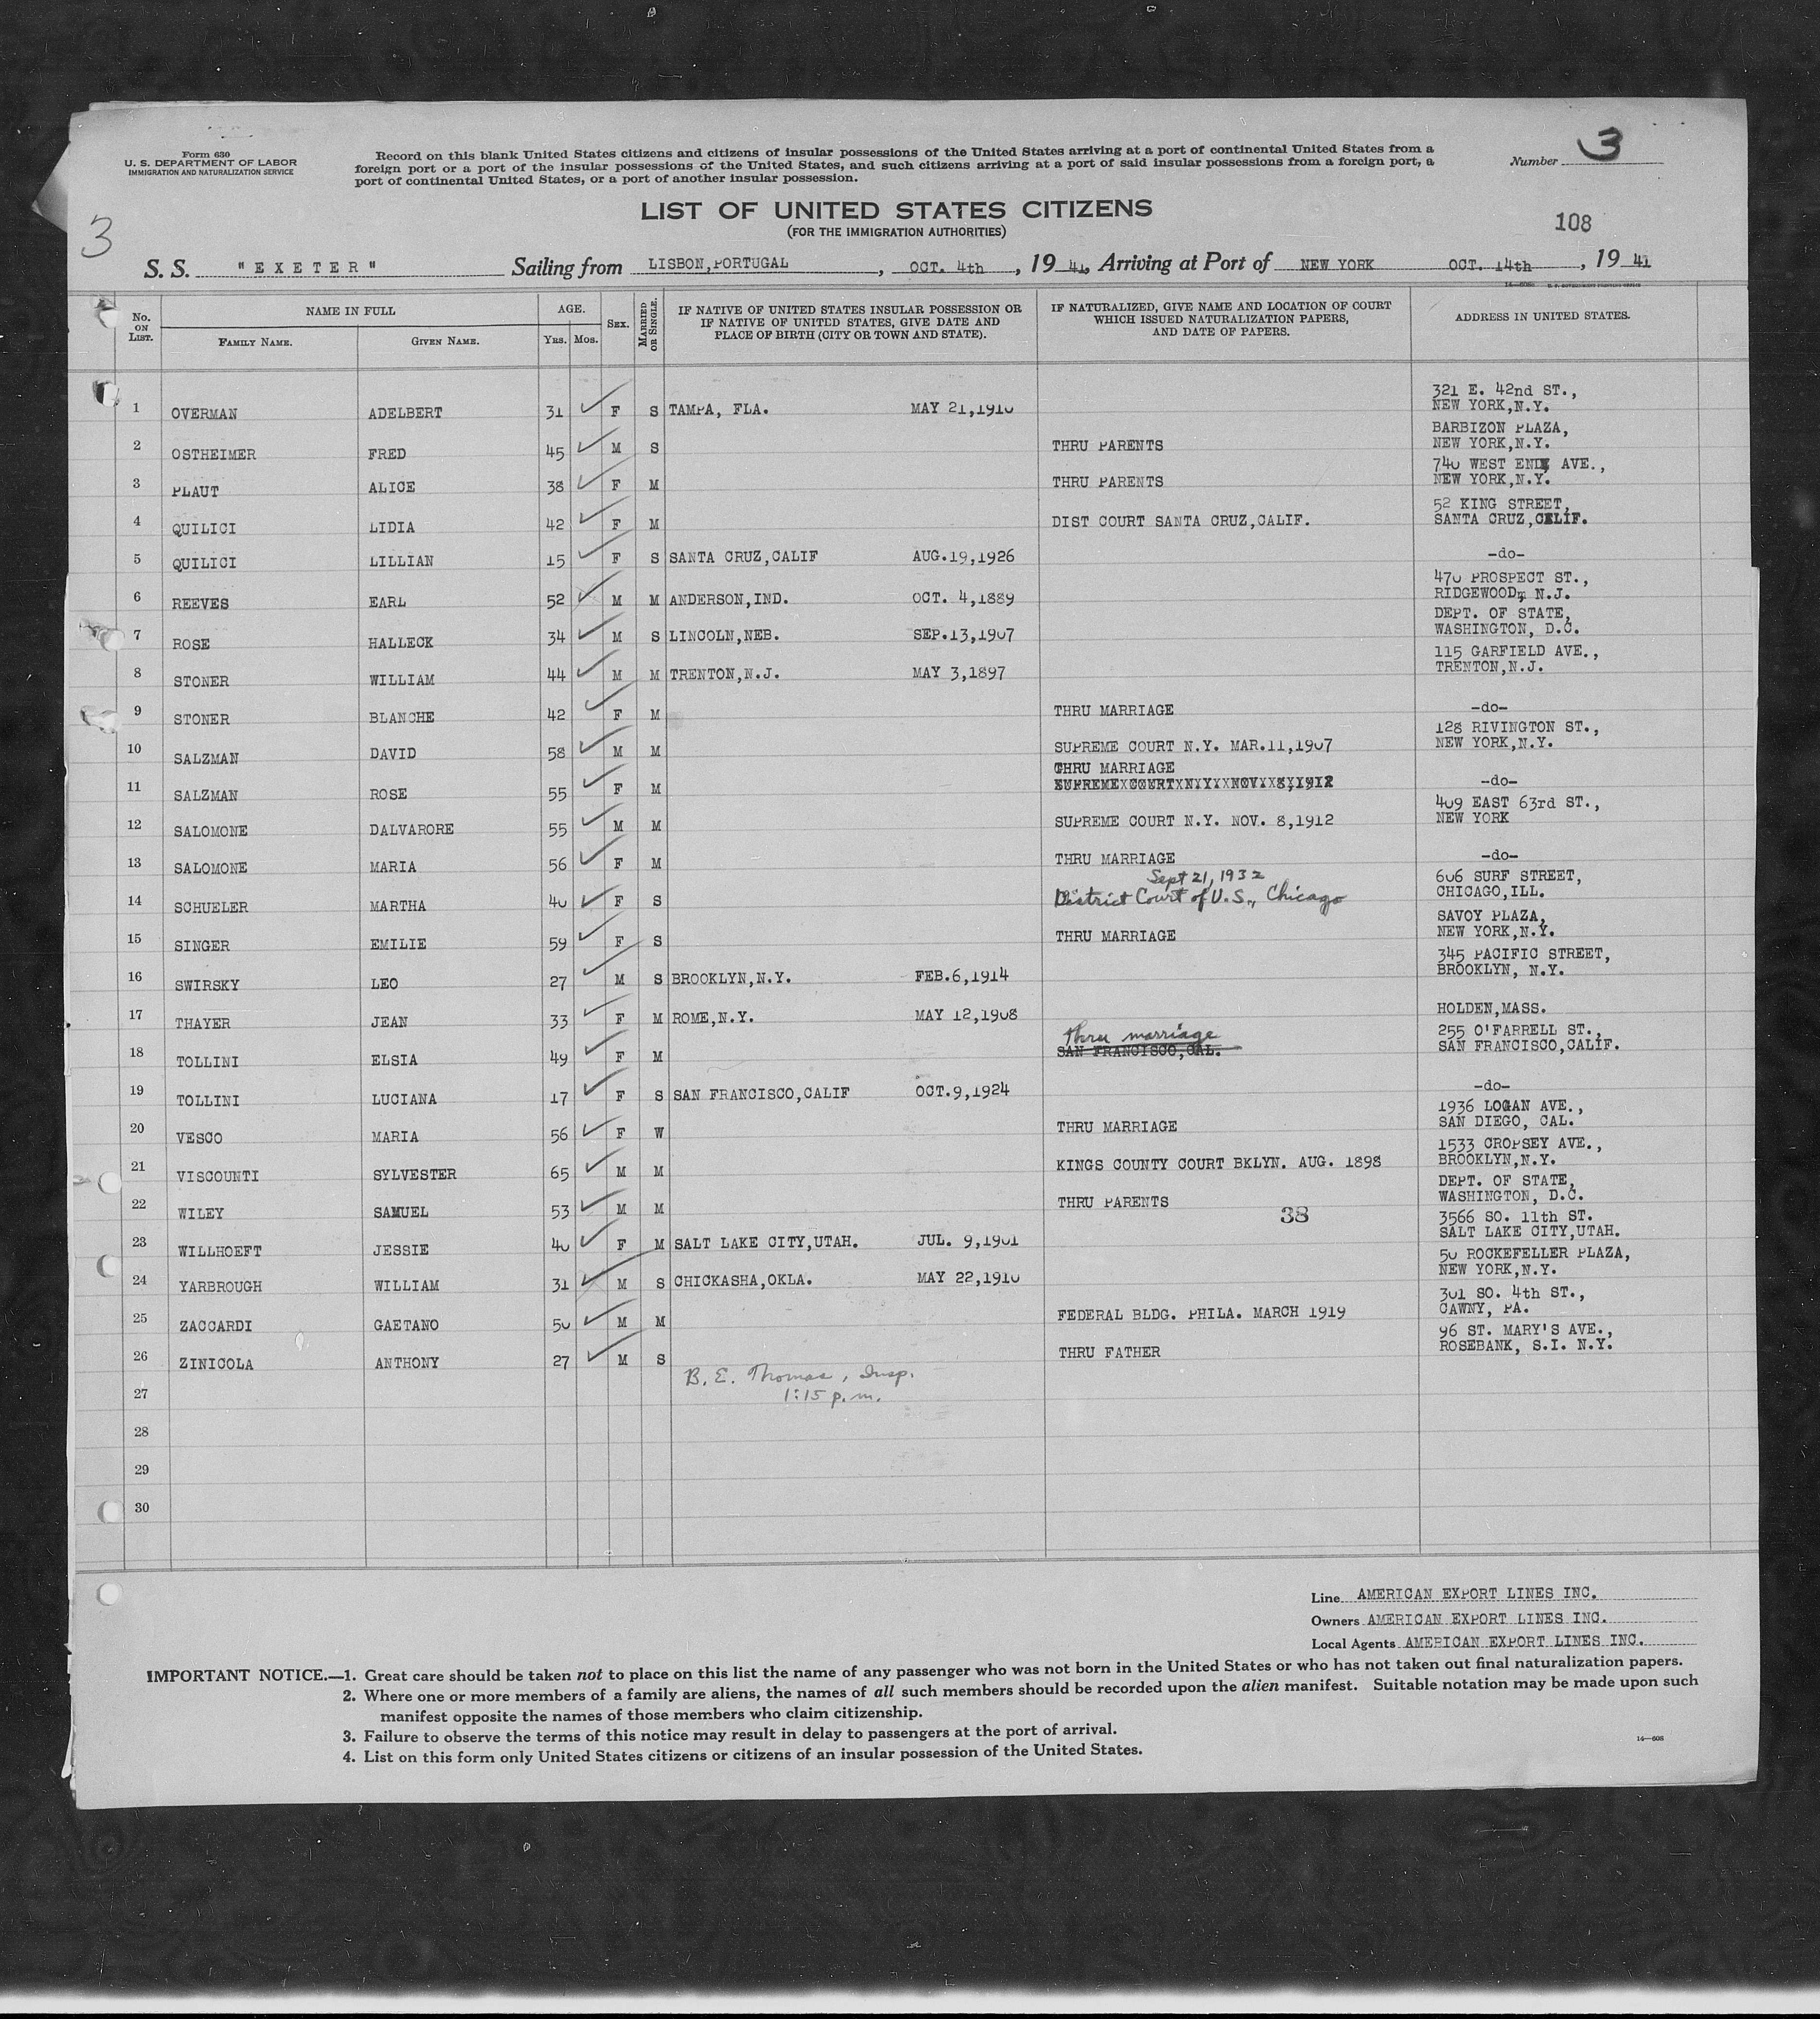 Form 630
U. S. DEPARTMENT OF LABOR
IMMIGRATION AND NATURALIZATION SERVICE
Record on this blank United States citizens and citizens of insular possessions of the United States arriving at a port of continental United States from a
foreign port or a port of the insular possessions of the United States, and such citizens arriving at a port of said insular possessions from a foreign port, a
port of continental United States, or a port of another insular possession.
Number 3
3
LIST OF UNITED STATES CITIZENS
(FOR THE IMMIGRATION AUTHORITIES)
108
S. S. "EXETER" Sailing from LISBON,PORTUGAL, OCT. 4th, 1941, Arriving at Port of NEW YORK OCT. 14th, 1941
No. ON LIST. NAME IN FULL FAMILY NAME. GIVEN NAME. AGE. YRS. MOS. SEX. MARRIED OR SINGLE. IF NATIVE OF UNITED STATES INSULAR POSSESSION OR IF NATIVE OF UNITED STATES, GIVE DATE AND PLACE OF BIRTH (CITY OR TOWN AND STATE). IF NATURALIZED, GIVE NAME AND LOCATION OF COURT WHICH ISSUED NATURALIZATION PAPERS, AND DATE OF PAPERS. ADDRESS IN UNITED STATES.
1 OVERMAN ADELBERT 31 F S TAMPA, FLA. MAY 21,1910 321 E. 42nd ST., NEW YORK,N.Y.
2 OSTHEIMER FRED 45 M S THRU PARENTS BARBIZON PLAZA, NEW YORK,N.Y.
3 PLAUT ALICE 38 F M THRU PARENTS 740 WEST END AVE., NEW YORK,N.Y.
4 QUILICI LIDIA 42 F M DIST COURT SANTA CRUZ,CALIF. 52 KING STREET, SANTA CRUZ,CALIF.
5 QUILICI LILLIAN 15 F S SANTA CRUZ,CALIF AUG.19,1926 -do-
6 REEVES EARL 52 M M ANDERSON,IND. OCT. 4,1889 470 PROSPECT ST., RIDGEWOOD, N.J.
7 ROSE HALLECK 34 M S LINCOLN,NEB. SEP.13,1907 DEPT. OF STATE, WASHINGTON, D.C.
8 STONER WILLIAM 44 M M TRENTON,N.J. MAY 3,1897 115 GARFIELD AVE., TRENTON,N.J.
9 STONER BLANCHE 42 F M THRU MARRIAGE -do-
10 SALZMAN DAVID 58 M M SUPREME COURT N.Y. MAR.11,1907 128 RIVINGTON ST., NEW YORK,N.Y.
11 SALZMAN ROSE 55 F M THRU MARRIAGE SUPREME COURT N.Y. NOV. 8,1912 -do-
12 SALOMONE DALVARORE 55 M M SUPREME COURT N.Y. NOV. 8,1912 409 EAST 63rd ST., NEW YORK
13 SALOMONE MARIA 56 F M THRU MARRIAGE -do-
14 SCHUELER MARTHA 40 F S Sept 21, 1932 District Court of U.S., Chicago 606 SURF STREET, CHICAGO,ILL.
15 SINGER EMILIE 59 F S THRU MARRIAGE SAVOY PLAZA, NEW YORK,N.Y.
16 SWIRSKY LEO 27 M S BROOKLYN,N.Y. FEB.6,1914 345 PACIFIC STREET, BROOKLYN, N.Y.
17 THAYER JEAN 33 F M ROME,N.Y. MAY 12,1908 HOLDEN,MASS.
18 TOLLINI ELSIA 49 F M Thru marriage SAN FRANCISCO,CAL. 255 O'FARRELL ST., SAN FRANCISCO,CALIF.
19 TOLLINI LUCIANA 17 F S SAN FRANCISCO,CALIF OCT.9,1924 -do-
20 VESCO MARIA 56 F W THRU MARRIAGE 1936 LOGAN AVE., SAN DIEGO, CAL.
21 VISCOUNTI SYLVESTER 65 M M KINGS COUNTY COURT BKLYN. AUG. 1898 1533 CROPSEY AVE., BROOKLYN,N.Y.
22 WILEY SAMUEL 53 M M THRU PARENTS 38 DEPT. OF STATE, WASHINGTON, D.C.
23 WILLHOEFT JESSIE 40 F M SALT LAKE CITY,UTAH. JUL. 9,1901 3566 SO. 11th ST. SALT LAKE CITY,UTAH.
24 YARBROUGH WILLIAM 31 M S CHICKASHA,OKLA. MAY 22,1910 50 ROCKEFELLER PLAZA, NEW YORK,N.Y.
25 ZACCARDI GAETANO 50 M M FEDERAL BLDG. PHILA. MARCH 1919 301 SO. 4th ST., CAWNY, PA.
26 ZINICOLA ANTHONY 27 M S THRU FATHER 96 ST. MARY'S AVE., ROSEBANK, S.I. N.Y.
B. E. Thomas, Insp.
27 1:15 p.m.
28
29
30
Line AMERICAN EXPORT LINES INC.
Owners AMERICAN EXPORT LINES INC.
Local Agents AMERICAN EXPORT LINES INC.
IMPORTANT NOTICE.—1. Great care should be taken not to place on this list the name of any passenger who was not born in the United States or who has not taken out final naturalization papers.
2. Where one or more members of a family are aliens, the names of all such members should be recorded upon the alien manifest. Suitable notation may be made upon such
manifest opposite the names of those members who claim citizenship.
3. Failure to observe the terms of this notice may result in delay to passengers at the port of arrival.
4. List on this form only United States citizens or citizens of an insular possession of the United States.
14—608